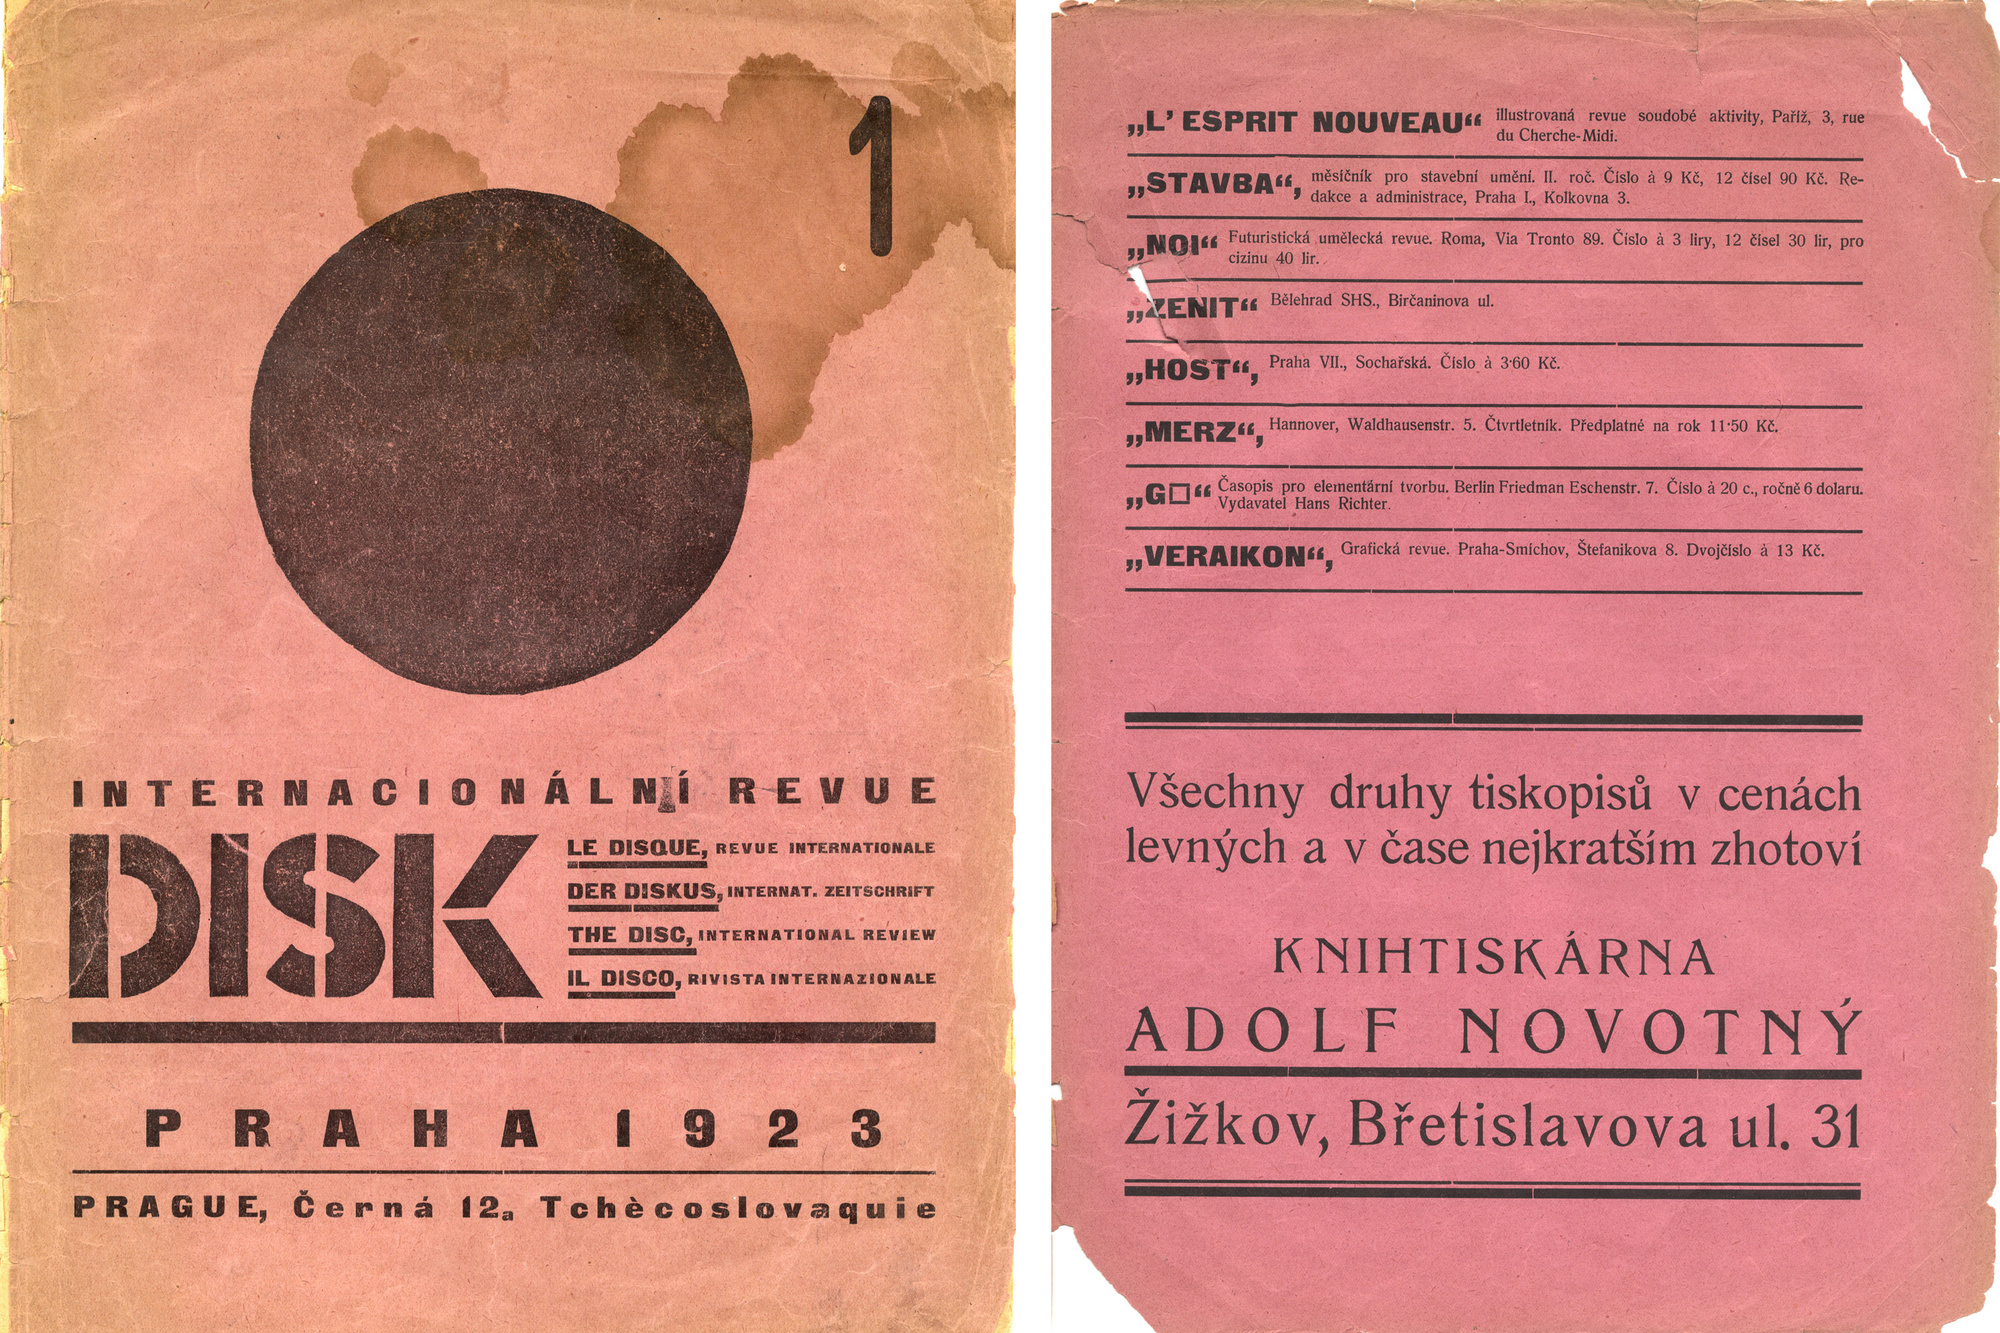 1
INTERNACIONÁLNÍ REVUE
DISK
LE DISQUE, REVUE INTERNATIONALE
DER DISKUS, INTERNAT. ZEITSCHRIFT
THE DISC, INTERNATIONAL REVIEW
IL DISCO, RIVISTA INTERNAZIONALE
PRAHA 1923
PRAGUE, Černá 12a Tchècoslovaquie
„L' ESPRIT NOUVEAU“ illustrovaná revue soudobé aktivity, Paříž, 3, rue
du Cherche-Midi.
„STAVBA“, měsíčník pro stavební umění. II. roč. Číslo à 9 Kč, 12 čísel 90 Kč. Re-
dakce a administrace, Praha I., Kolkovna 3.
„NOI“ Futuristická umělecká revue. Roma, Via Tronto 89. Číslo à 3 liry, 12 čísel 30 lir, pro
cizinu 40 lir.
„ZENIT“ Bělehrad SHS., Birčaninova ul.
„HOST“, Praha VII., Sochařská. Číslo à 3·60 Kč.
„MERZ“, Hannover, Waldhausenstr. 5. Čtvrtletník. Předplatné na rok 11·50 Kč.
„G□“ Časopis pro elementární tvorbu. Berlin Friedman Eschenstr. 7. Číslo à 20 c., ročně 6 dolaru.
Vydavatel Hans Richter.
„VERAIKON“, Grafická revue. Praha-Smíchov, Štefanikova 8. Dvojčíslo à 13 Kč.
Všechny druhy tiskopisů v cenách
levných a v čase nejkratším zhotoví
KNIHTISKÁRNA
ADOLF NOVOTNÝ
Žižkov, Břetislavova ul. 31